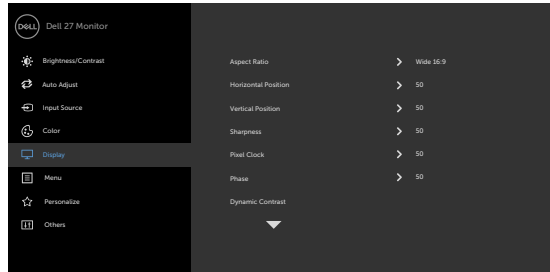 DELL Dell 27 Monitor
Brightness/Contrast
Auto Adjust
Input Source
Color
Display
Menu
Personalize
Others
Aspect Ratio Wide 16:9
Horizontal Position 50
Vertical Position 50
Sharpness 50
Pixel Clock 50
Phase 50
Dynamic Contrast